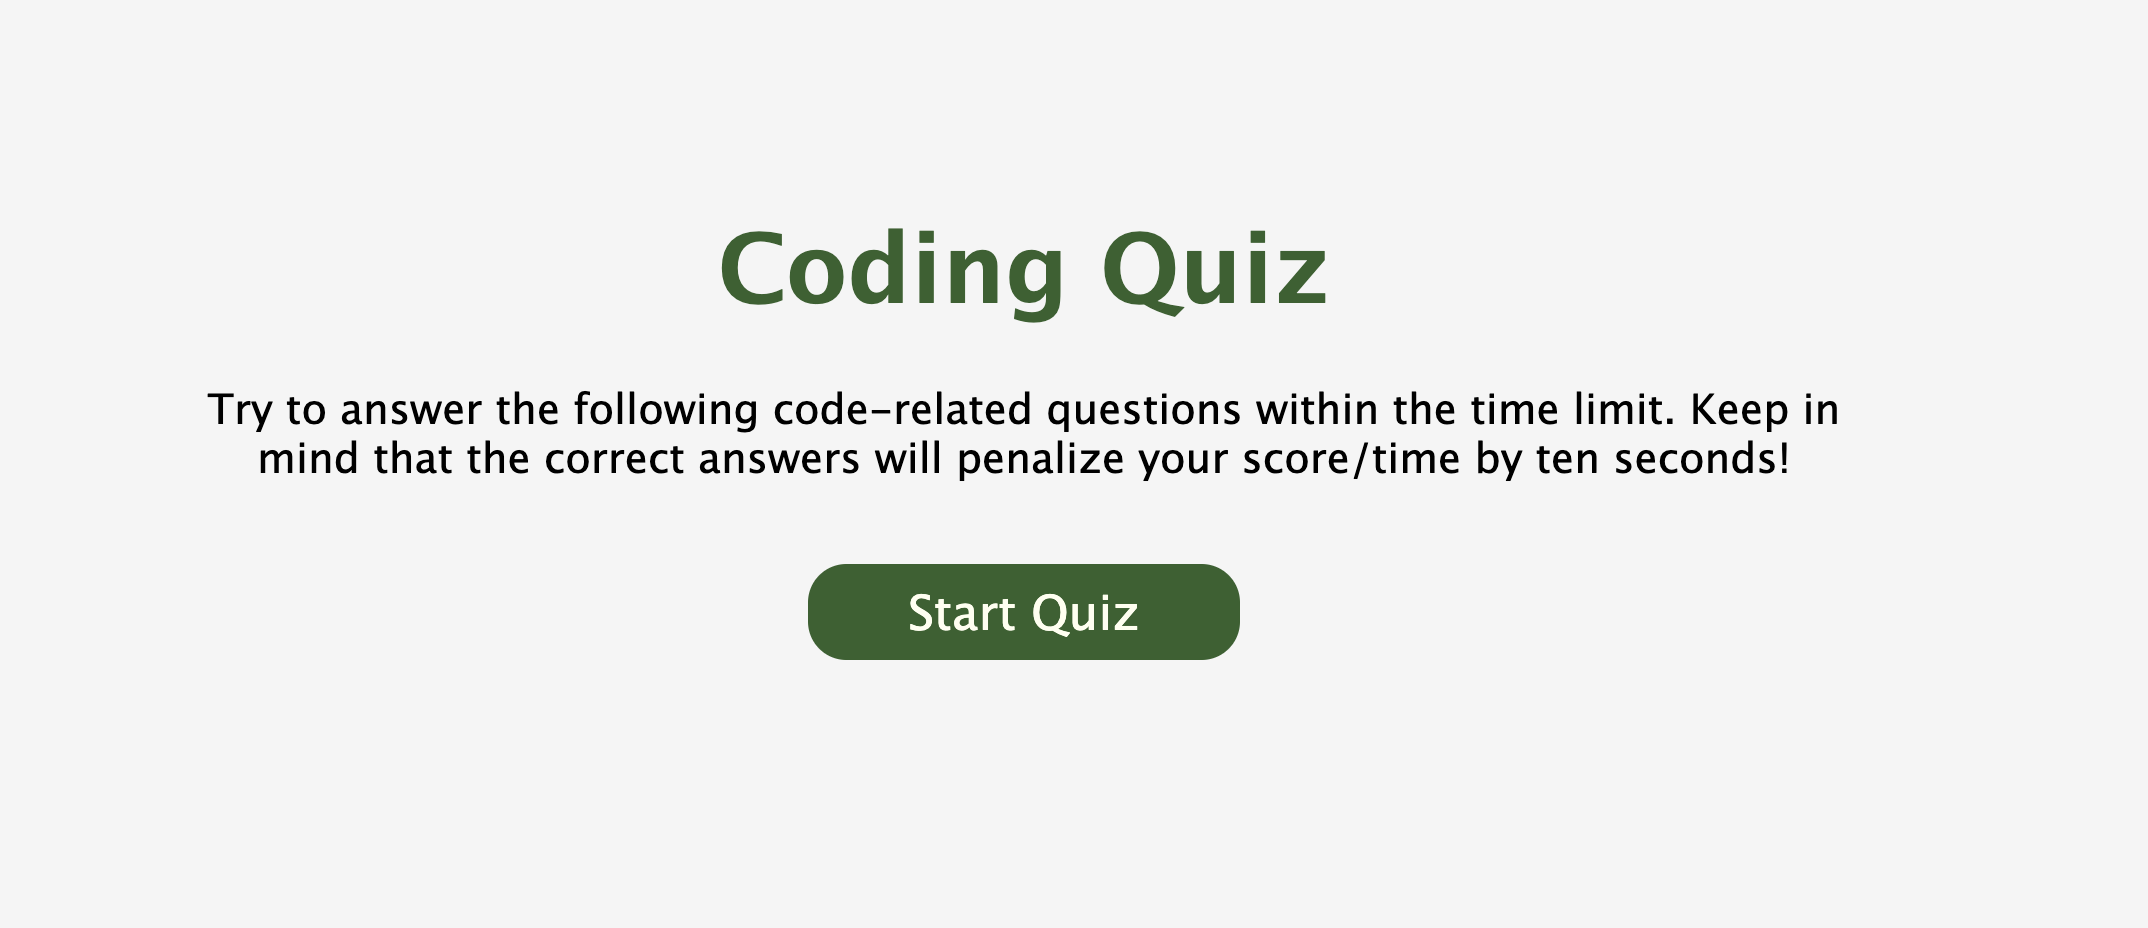 Coding Quiz
Try to answer the following code-related questions within the time limit. Keep in
mind that the correct answers will penalize your score/time by ten seconds!
Start Quiz